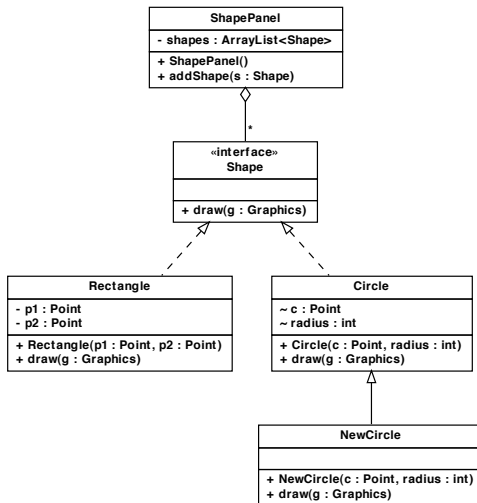 ShapePanel
- shapes : ArrayList<Shape>
+ ShapePanel()
+ addShape(s : Shape)
*
«interface»
Shape
+ draw(g : Graphics)
Rectangle
- p1 : Point
- p2 : Point
+ Rectangle(p1 : Point, p2 : Point)
+ draw(g : Graphics)
Circle
~ c : Point
~ radius : int
+ Circle(c : Point, radius : int)
+ draw(g : Graphics)
NewCircle
+ NewCircle(c : Point, radius : int)
+ draw(g : Graphics)